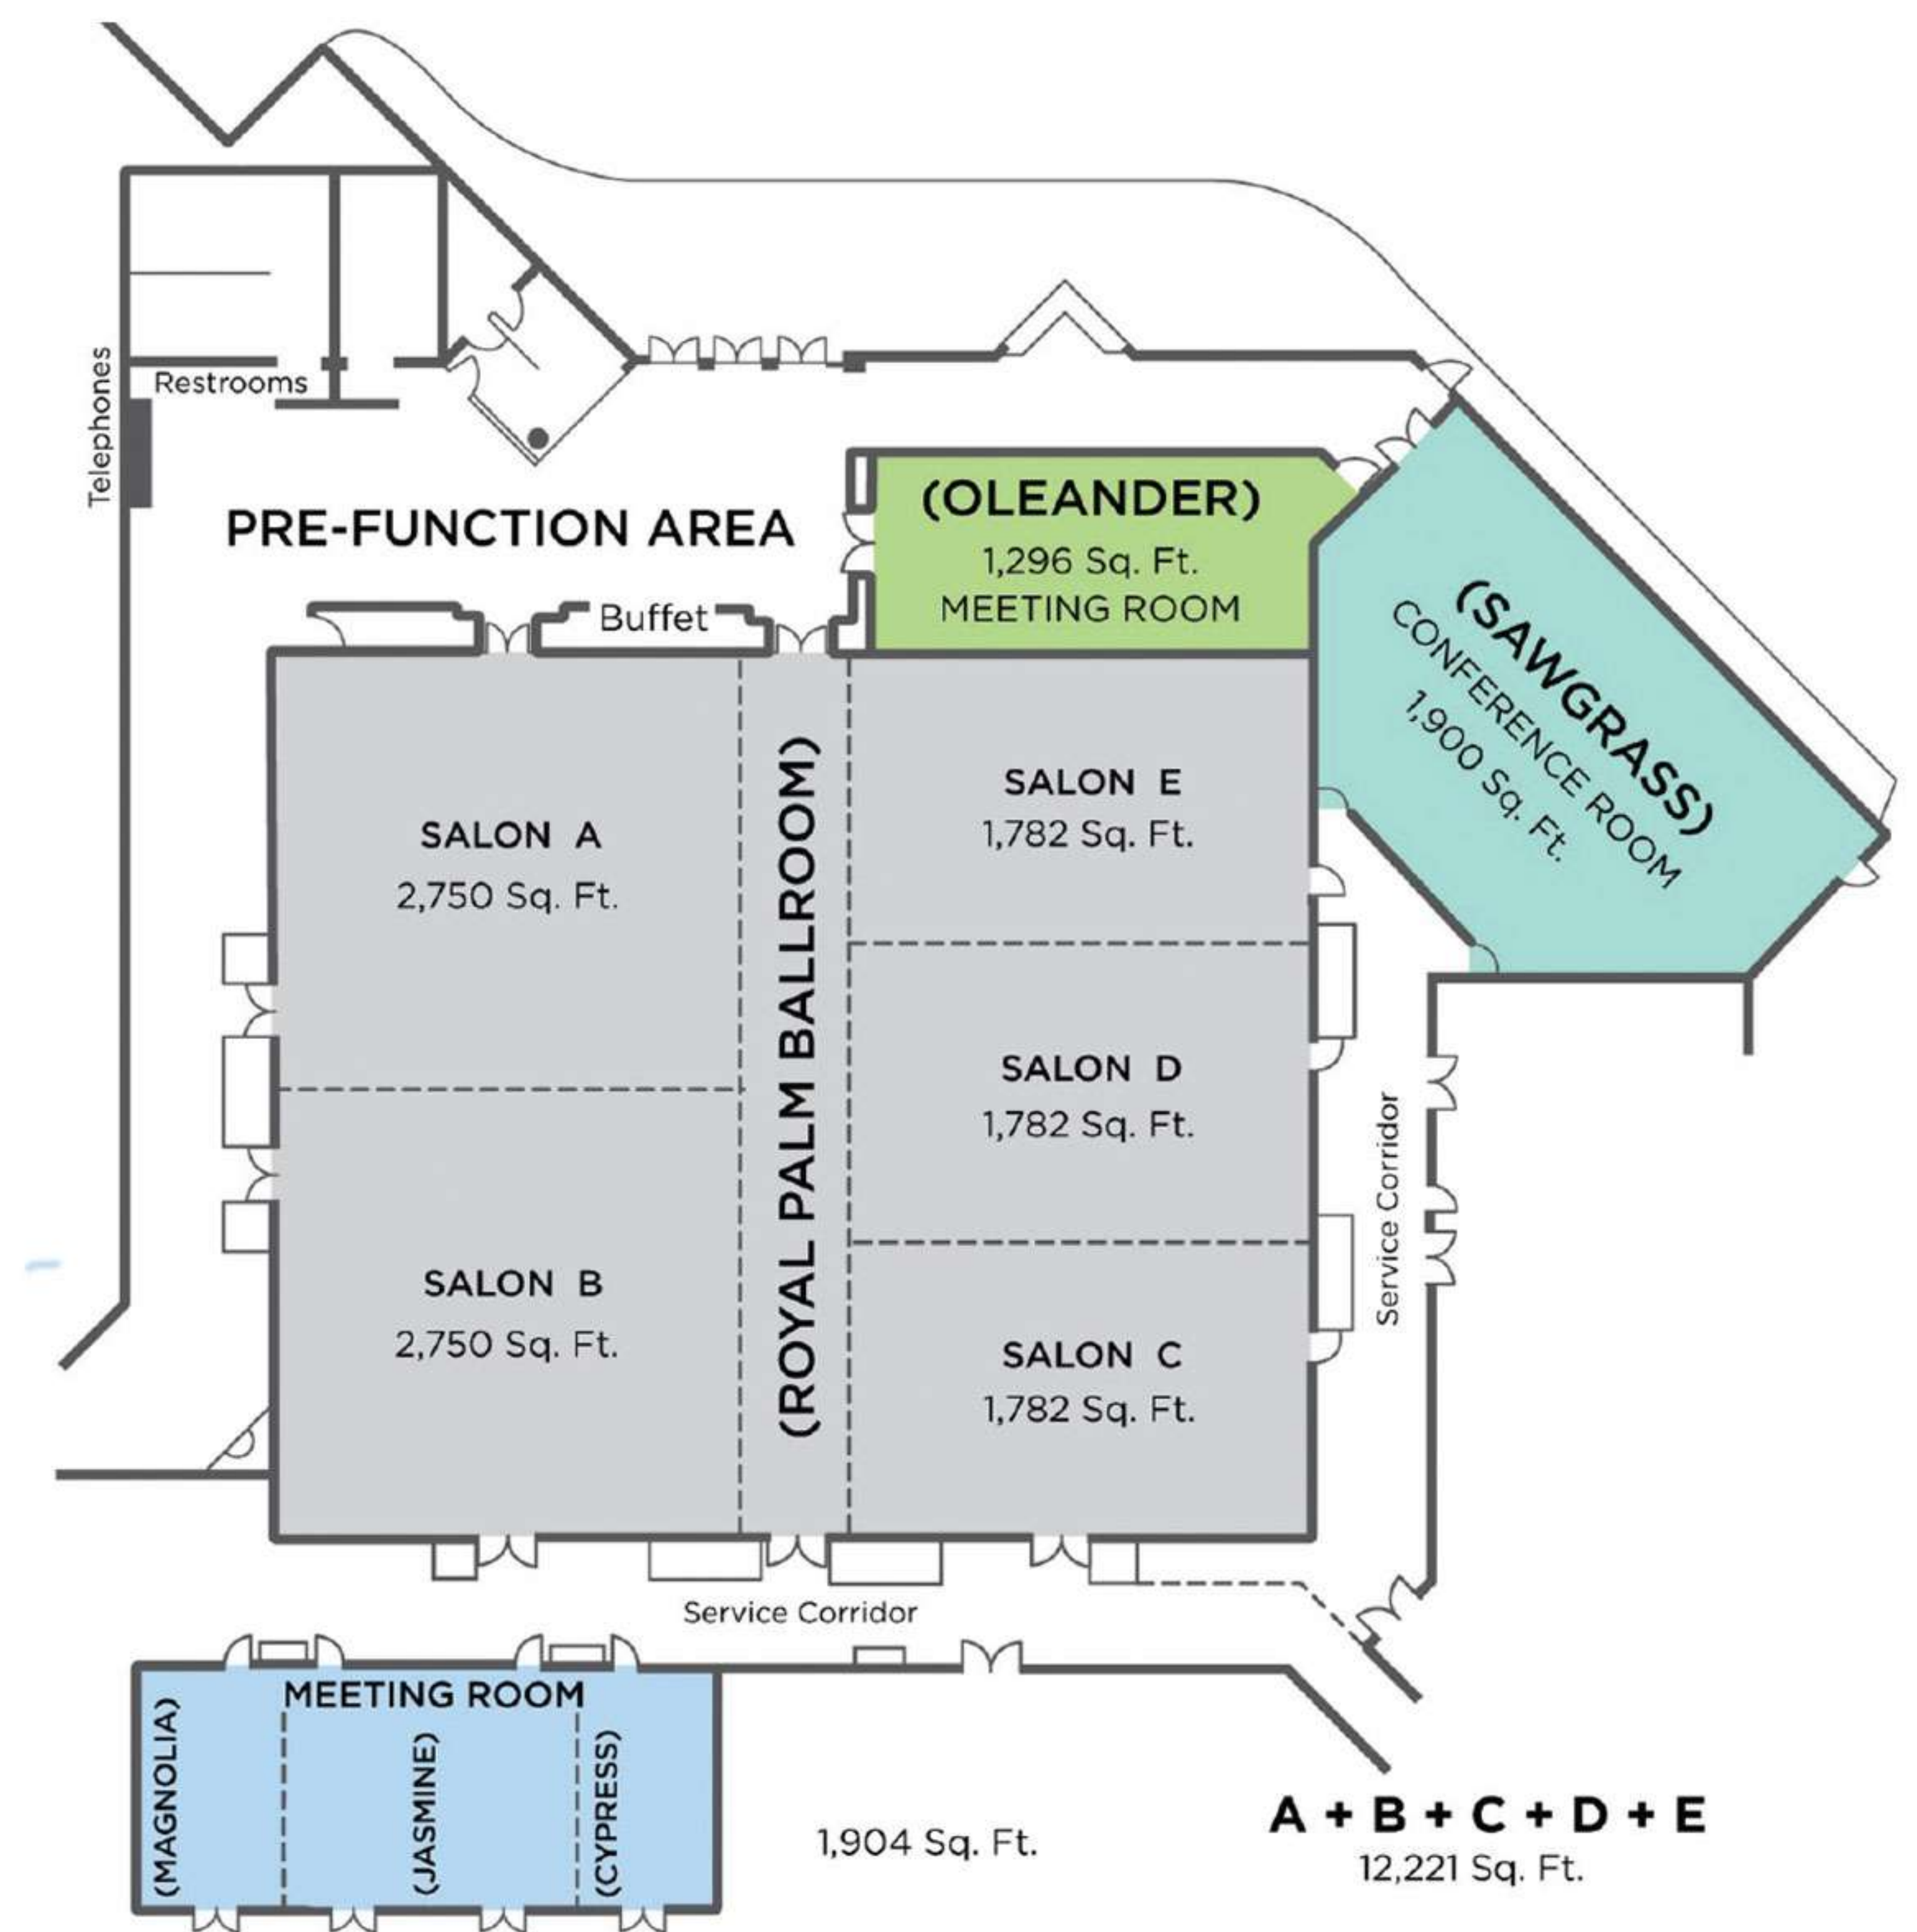 Telephones
Restrooms
PRE-FUNCTION AREA
Buffet
(OLEANDER)
1,296 Sq. Ft.
MEETING ROOM
(SAWGRASS)
CONFERENCE ROOM
1,900 Sq. Ft.
SALON A
2,750 Sq. Ft.
(ROYAL PALM BALLROOM)
SALON E
1,782 Sq. Ft.
SALON D
1,782 Sq. Ft.
SALON B
2,750 Sq. Ft.
SALON C
1,782 Sq. Ft.
Service Corridor
Service Corridor
MEETING ROOM
(MAGNOLIA)
(JASMINE)
(CYPRESS)
1,904 Sq. Ft.
A + B + C + D + E
12,221 Sq. Ft.